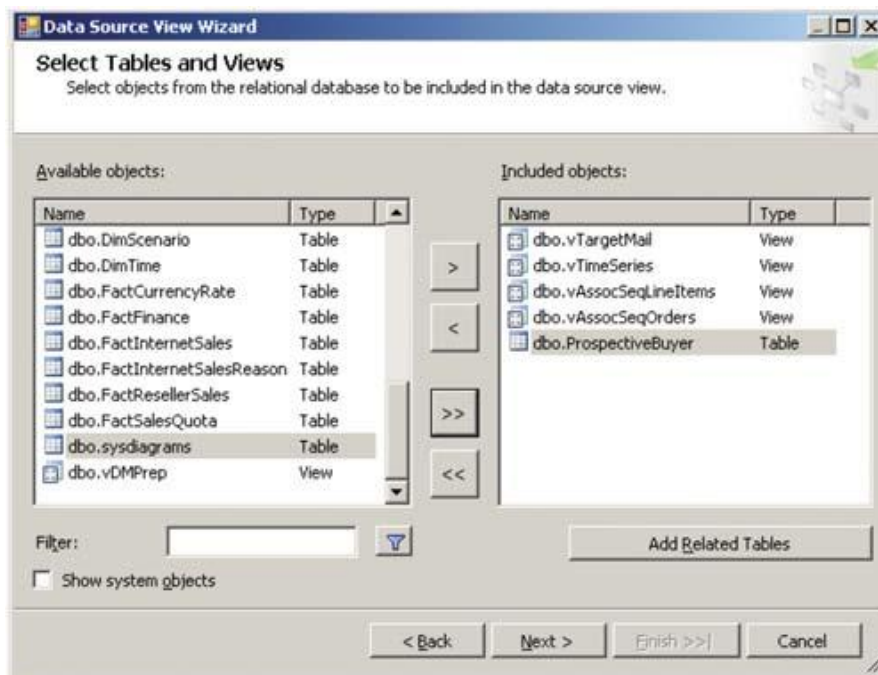 Data Source View Wizard
Select Tables and Views
Select objects from the relational database to be included in the data source view.
Available objects:
Name Type
dbo.DimScenario Table
dbo.DimTime Table
dbo.FactCurrencyRate Table
dbo.FactFinance Table
dbo.FactInternetSales Table
dbo.FactInternetSalesReason Table
dbo.FactResellerSales Table
dbo.FactSalesQuota Table
dbo.sysdiagrams Table
dbo.vDMPrep View
>
<
>>
<<
Included objects:
Name Type
dbo.vTargetMail View
dbo.vTimeSeries View
dbo.vAssocSeqLineItems View
dbo.vAssocSeqOrders View
dbo.ProspectiveBuyer Table
Filter:
Add Related Tables
Show system objects
< Back Next > Finish >>| Cancel